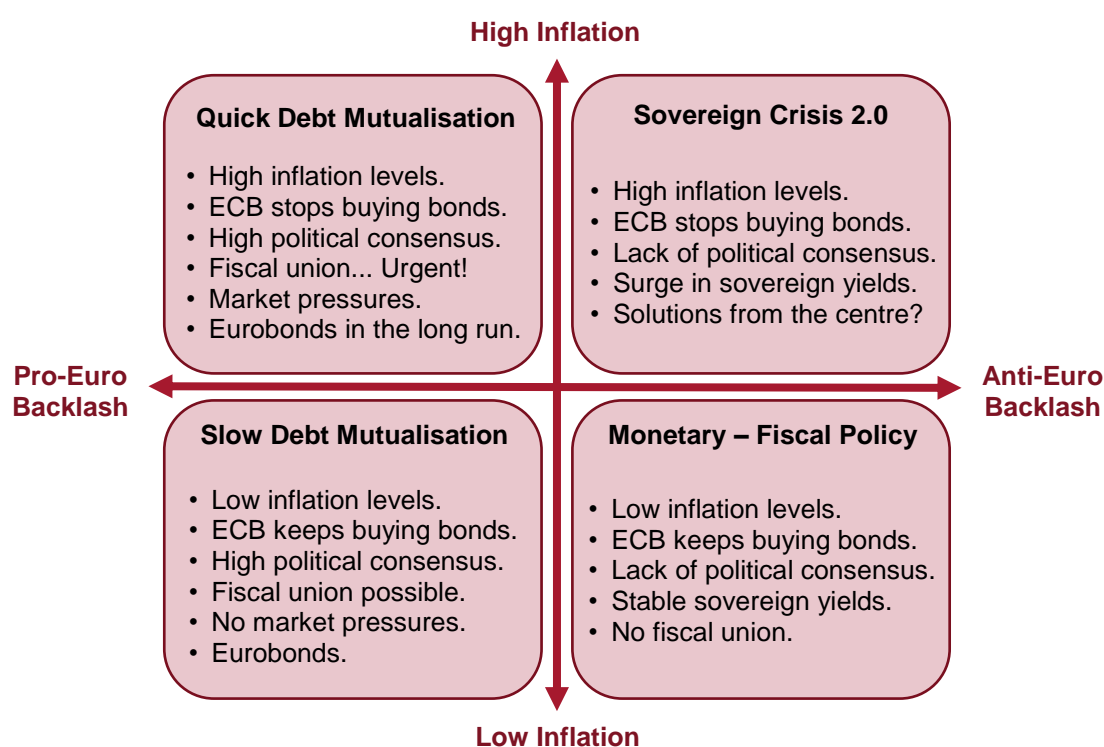 High Inflation
Quick Debt Mutualisation
• High inflation levels.
• ECB stops buying bonds.
• High political consensus.
• Fiscal union... Urgent!
• Market pressures.
• Eurobonds in the long run.
Sovereign Crisis 2.0
• High inflation levels.
• ECB stops buying bonds.
• Lack of political consensus.
• Surge in sovereign yields.
• Solutions from the centre?
Pro-Euro
Backlash
Anti-Euro
Backlash
Slow Debt Mutualisation
• Low inflation levels.
• ECB keeps buying bonds.
• High political consensus.
• Fiscal union possible.
• No market pressures.
• Eurobonds.
Monetary – Fiscal Policy
• Low inflation levels.
• ECB keeps buying bonds.
• Lack of political consensus.
• Stable sovereign yields.
• No fiscal union.
Low Inflation